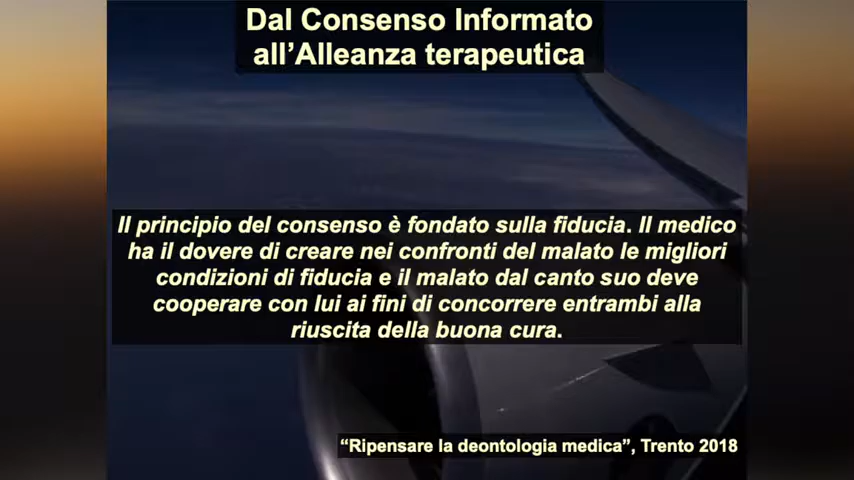 Dal Consenso Informato
all’Alleanza terapeutica
Il principio del consenso è fondato sulla fiducia. Il medico
ha il dovere di creare nei confronti del malato le migliori
condizioni di fiducia e il malato dal canto suo deve
cooperare con lui ai fini di concorrere entrambi alla
riuscita della buona cura.
“Ripensare la deontologia medica”, Trento 2018